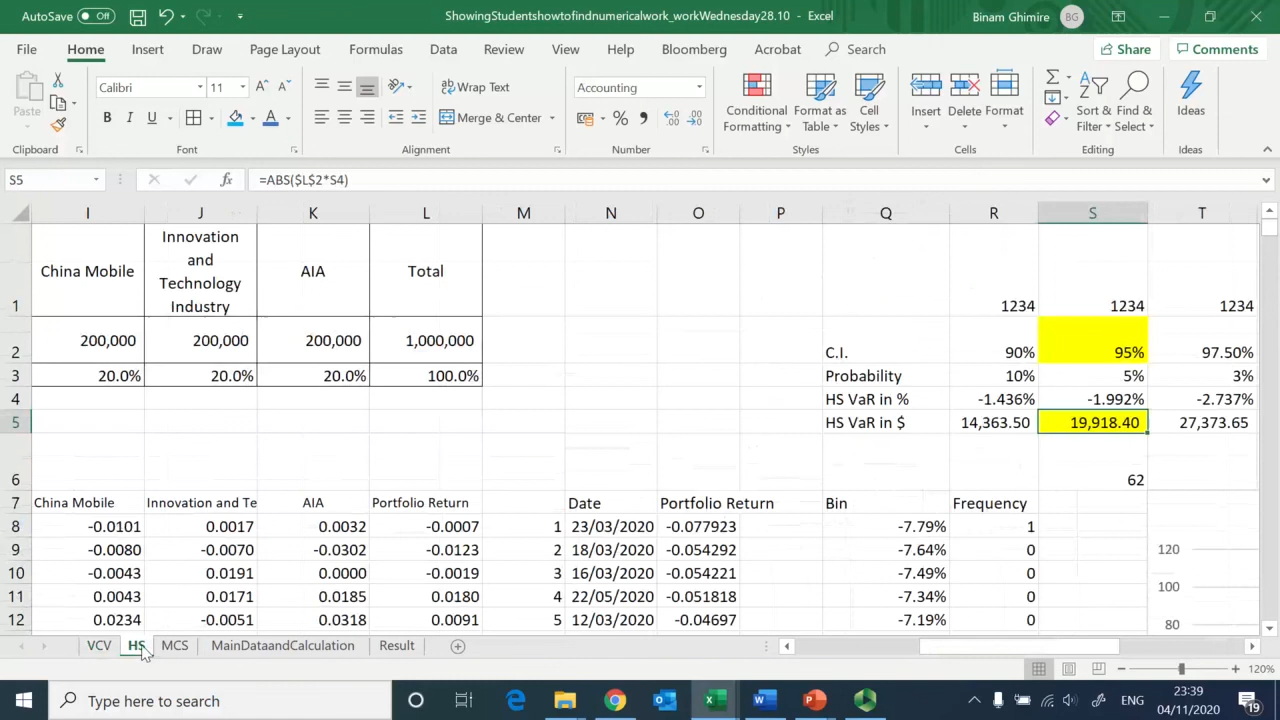 AutoSave Off ShowingStudentshowtofindnumericalwork_workWednesday28.10 - Excel Binam Ghimire BG
File Home Insert Draw Page Layout Formulas Data Review View Help Bloomberg Acrobat Search Share Comments
Paste Calibri 11 Wrap Text Accounting Conditional Formatting Format as Table Cell Styles Insert Delete Format Sort & Filter Find & Select Ideas
B I U Merge & Center
Clipboard Font Alignment Number Styles Cells Editing Ideas
S5 fx =ABS($L$2*S4)
I J K L M N O P Q R S T
1 China Mobile Innovation and Technology Industry AIA Total 1234 1234 1234
2 200,000 200,000 200,000 1,000,000 C.I. 90% 95% 97.50%
3 20.0% 20.0% 20.0% 100.0% Probability 10% 5% 3%
4 HS VaR in % -1.436% -1.992% -2.737%
5 HS VaR in $ 14,363.50 19,918.40 27,373.65
6 62
7 China Mobile Innovation and Te AIA Portfolio Return Date Portfolio Return Bin Frequency
8 -0.0101 0.0017 0.0032 -0.0007 1 23/03/2020 -0.077923 -7.79% 1
9 -0.0080 -0.0070 -0.0302 -0.0123 2 18/03/2020 -0.054292 -7.64% 0 120
10 -0.0043 0.0191 0.0000 -0.0019 3 16/03/2020 -0.054221 -7.49% 0 100
11 0.0043 0.0171 0.0185 0.0180 4 22/05/2020 -0.051818 -7.34% 0
12 0.0234 -0.0051 0.0318 0.0091 5 12/03/2020 -0.04697 -7.19% 0 80
VCV HS MCS MainDataandCalculation Result
120%
Type here to search ENG 23:39
04/11/2020 19